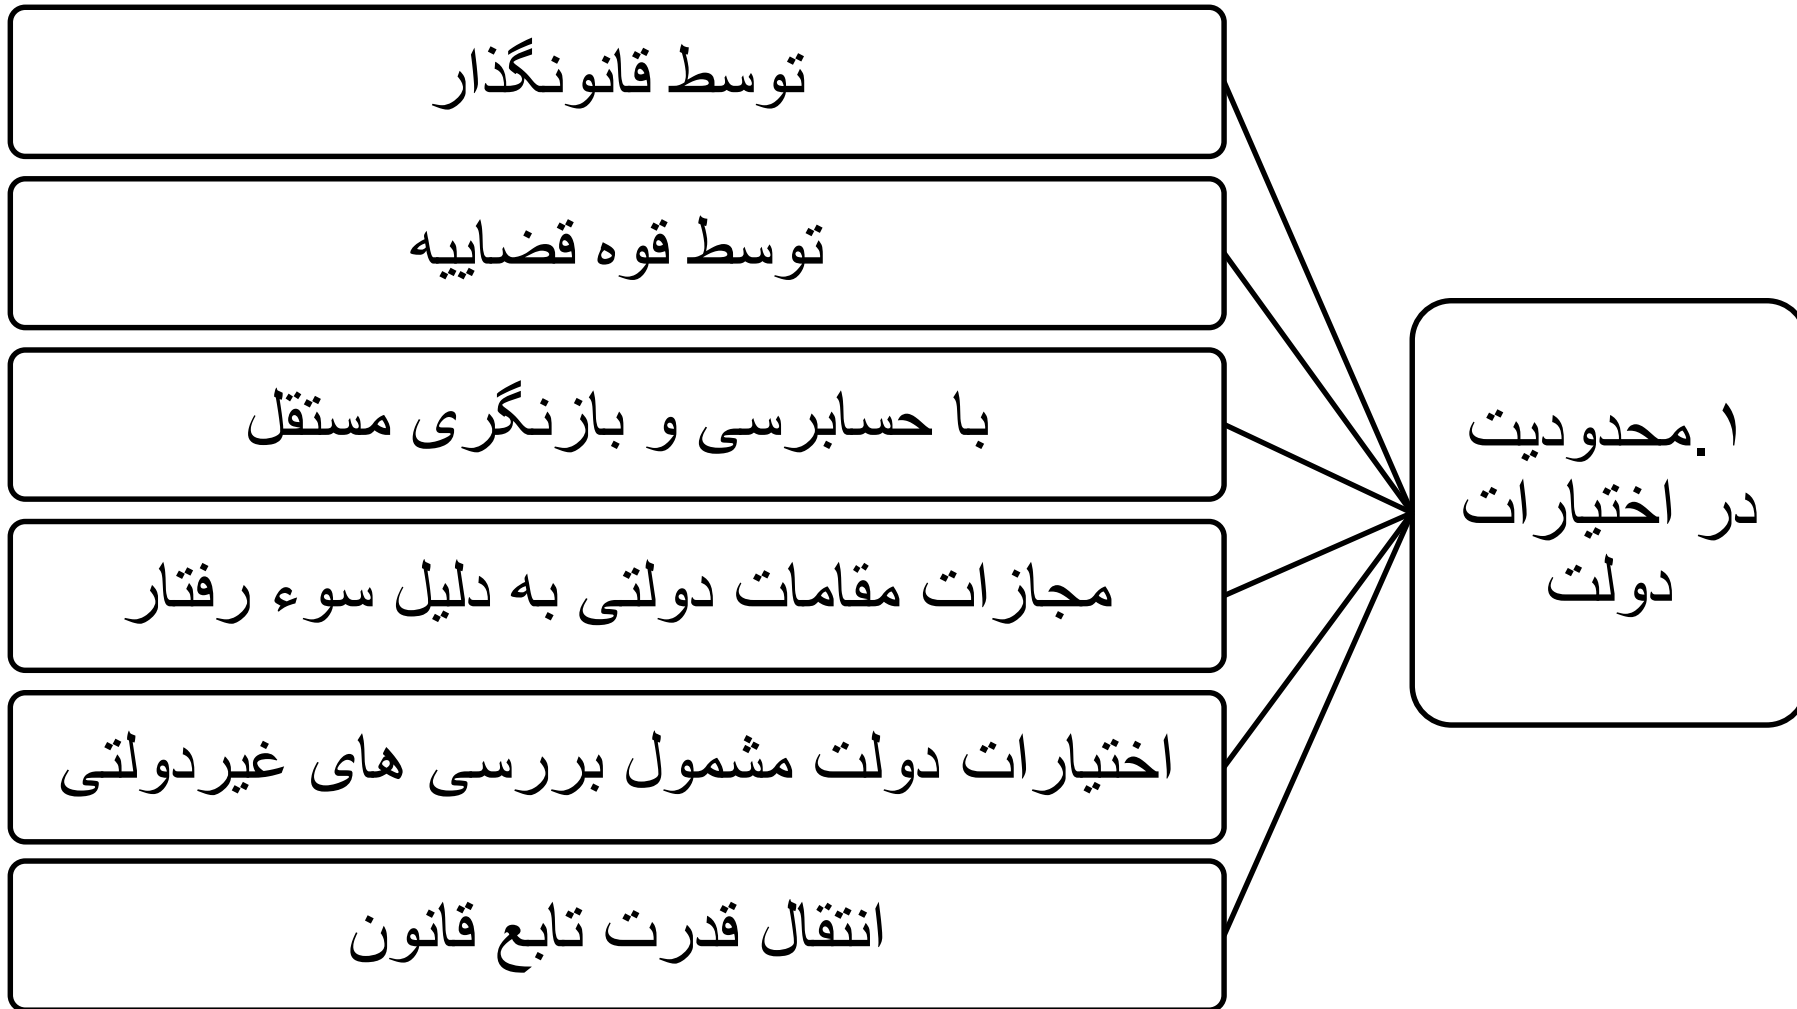 ۱.محدودیت
در اختیارات
دولت
توسط قانونگذار
توسط قوه قضاییه
با حسابرسی و بازنگری مستقل
مجازات مقامات دولتی به دلیل سوء رفتار
اختیارات دولت مشمول بررسی های غیردولتی
انتقال قدرت تابع قانون